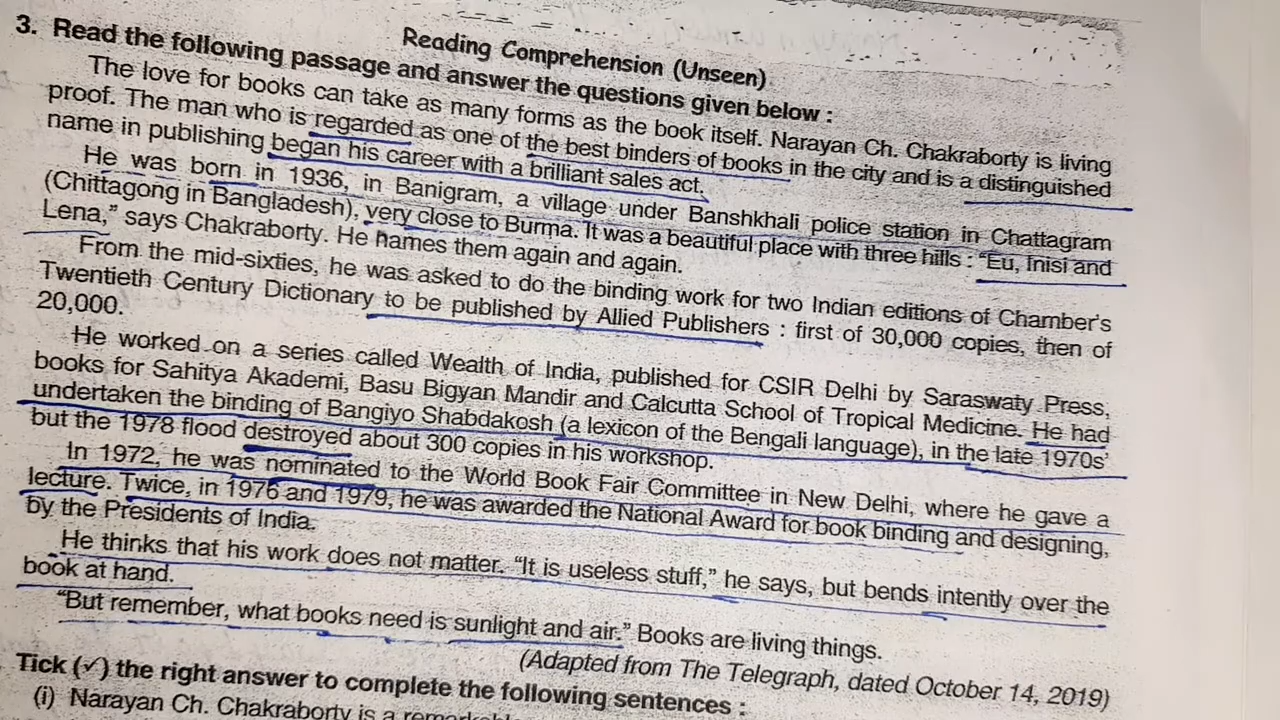 Reading Comprehension (Unseen)
3. Read the following passage and answer the questions given below :
The love for books can take as many forms as the book itself. Narayan Ch. Chakraborty is living
proof. The man who is regarded as one of the best binders of books in the city and is a distinguished
name in publishing began his career with a brilliant sales act.
He was born in 1936, in Banigram, a village under Banshkhali police station in Chattagram
(Chittagong in Bangladesh), very close to Burma. It was a beautiful place with three hills : "Eu, Inisi and
Lena," says Chakraborty. He names them again and again.
From the mid-sixties, he was asked to do the binding work for two Indian editions of Chamber's
Twentieth Century Dictionary to be published by Allied Publishers : first of 30,000 copies, then of
20,000.
He worked on a series called Wealth of India, published for CSIR Delhi by Saraswaty Press,
books for Sahitya Akademi, Basu Bigyan Mandir and Calcutta School of Tropical Medicine. He had
undertaken the binding of Bangiyo Shabdakosh (a lexicon of the Bengali language), in the late 1970s'
but the 1978 flood destroyed about 300 copies in his workshop.
In 1972, he was nominated to the World Book Fair Committee in New Delhi, where he gave a
lecture. Twice, in 1976 and 1979, he was awarded the National Award for book binding and designing,
by the Presidents of India.
He thinks that his work does not matter. "It is useless stuff," he says, but bends intently over the
book at hand.
"But remember, what books need is sunlight and air." Books are living things.
(Adapted from The Telegraph, dated October 14, 2019)
Tick (✓) the right answer to complete the following sentences :
(i) Narayan Ch. Chakraborty is a